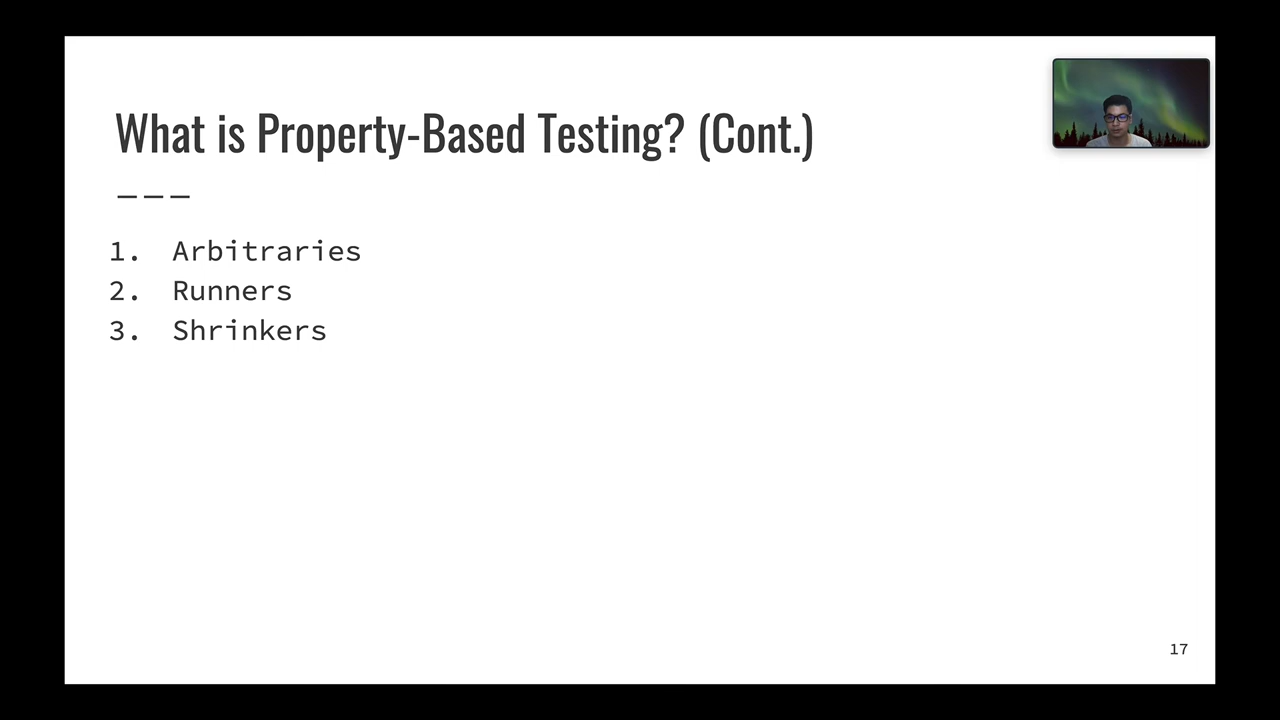 What is Property-Based Testing? (Cont.)
1. Arbitraries
2. Runners
3. Shrinkers
17